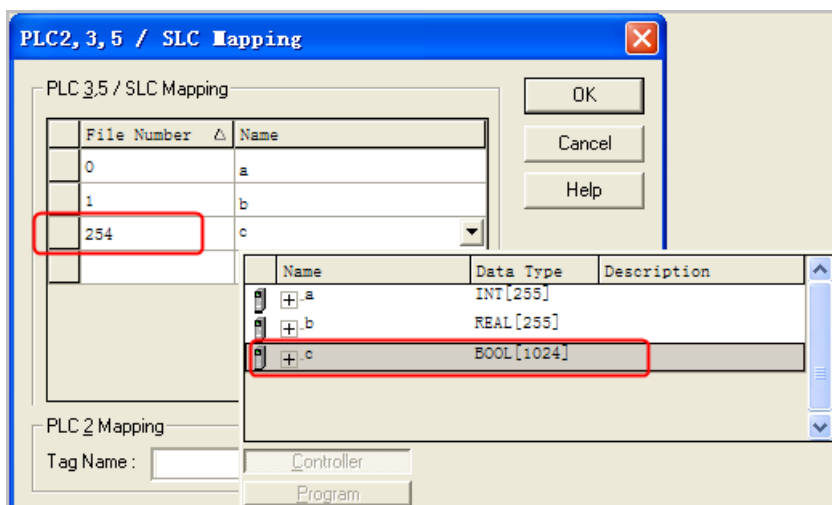 PLC2, 3, 5 / SLC Mapping
PLC 3,5 / SLC Mapping
File Number Name
0 a
1 b
254 c
OK
Cancel
Help
Name Data Type Description
a INT[255]
b REAL[255]
c BOOL[1024]
PLC 2 Mapping
Tag Name :
Controller
Program